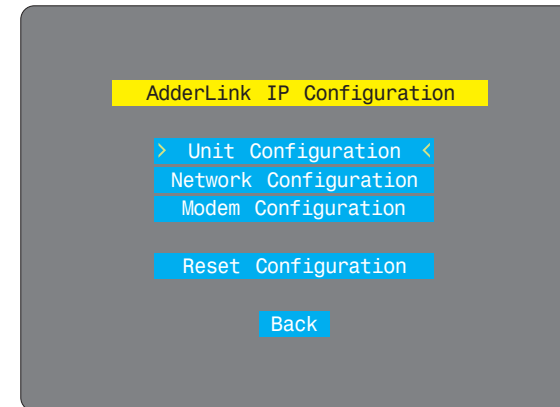 AdderLink IP Configuration
> Unit Configuration <
Network Configuration
Modem Configuration
Reset Configuration
Back